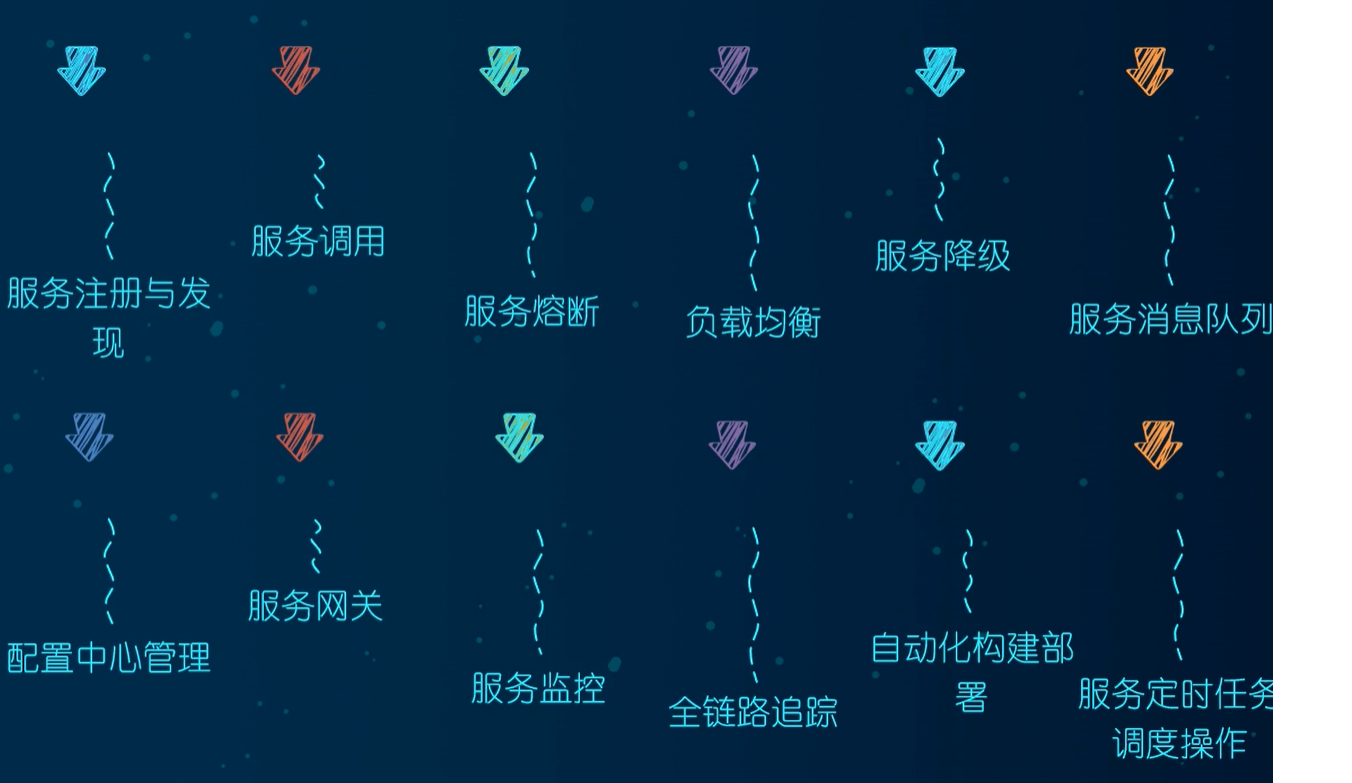 服务注册与发
现
服务调用
服务熔断
负载均衡
服务降级
服务消息队列
配置中心管理
服务网关
服务监控
全链路追踪
自动化构建部
署
服务定时任务
调度操作